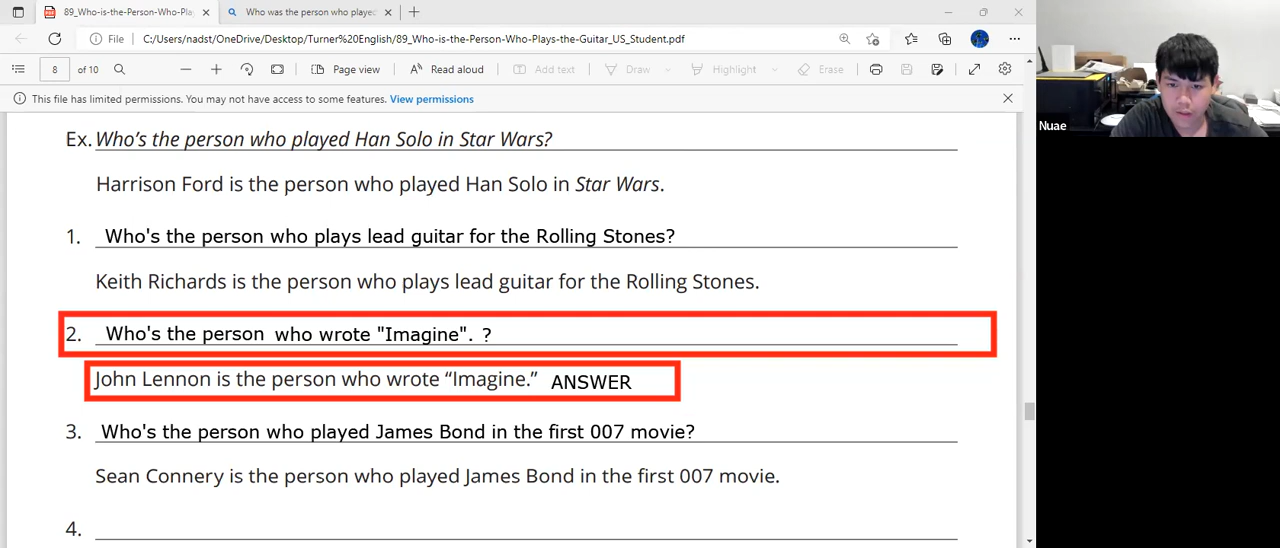 89_Who-is-the-Person-Who-Pla
Who was the person who played
File C:/Users/nadst/OneDrive/Desktop/Turner%20English/89_Who-is-the-Person-Who-Plays-the-Guitar_US_Student.pdf
8 of 10 Page view Read aloud Add text Draw Highlight Erase
This file has limited permissions. You may not have access to some features. View permissions
Nuae
Ex. Who's the person who played Han Solo in Star Wars?
Harrison Ford is the person who played Han Solo in Star Wars.
1. Who's the person who plays lead guitar for the Rolling Stones?
Keith Richards is the person who plays lead guitar for the Rolling Stones.
2. Who's the person who wrote "Imagine". ?
John Lennon is the person who wrote “Imagine.” ANSWER
3. Who's the person who played James Bond in the first 007 movie?
Sean Connery is the person who played James Bond in the first 007 movie.
4.